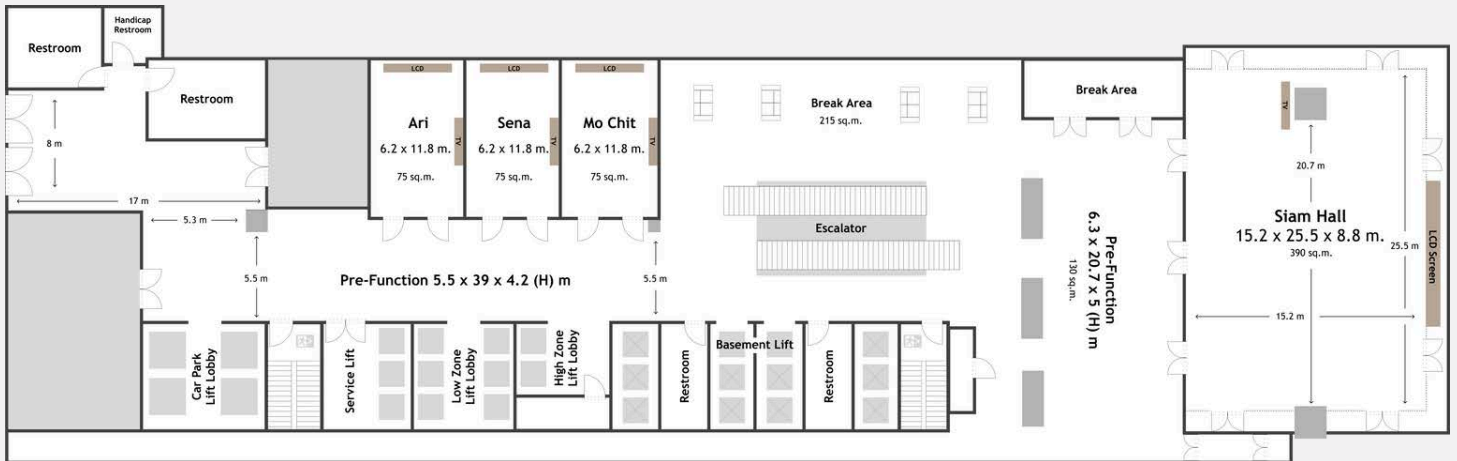 Handicap
Restroom
Restroom
Restroom
8 m
17 m
5.3 m
5.5 m
LCD
Ari
6.2 x 11.8 m.
75 sq.m.
TV
LCD
Sena
6.2 x 11.8 m.
75 sq.m.
TV
LCD
Mo Chit
6.2 x 11.8 m.
75 sq.m.
TV
Break Area
215 sq.m.
Escalator
Pre-Function 5.5 x 39 x 4.2 (H) m
5.5 m
Break Area
Pre-Function
6.3 x 20.7 x 5 (H) m
130 sq.m.
TV
20.7 m
Siam Hall
15.2 x 25.5 x 8.8 m.
390 sq.m.
25.5 m
LCD Screen
15.2 m
Car Park
Lift Lobby
Service Lift
Low Zone
Lift Lobby
High Zone
Lift Lobby
Restroom
Basement Lift
Restroom